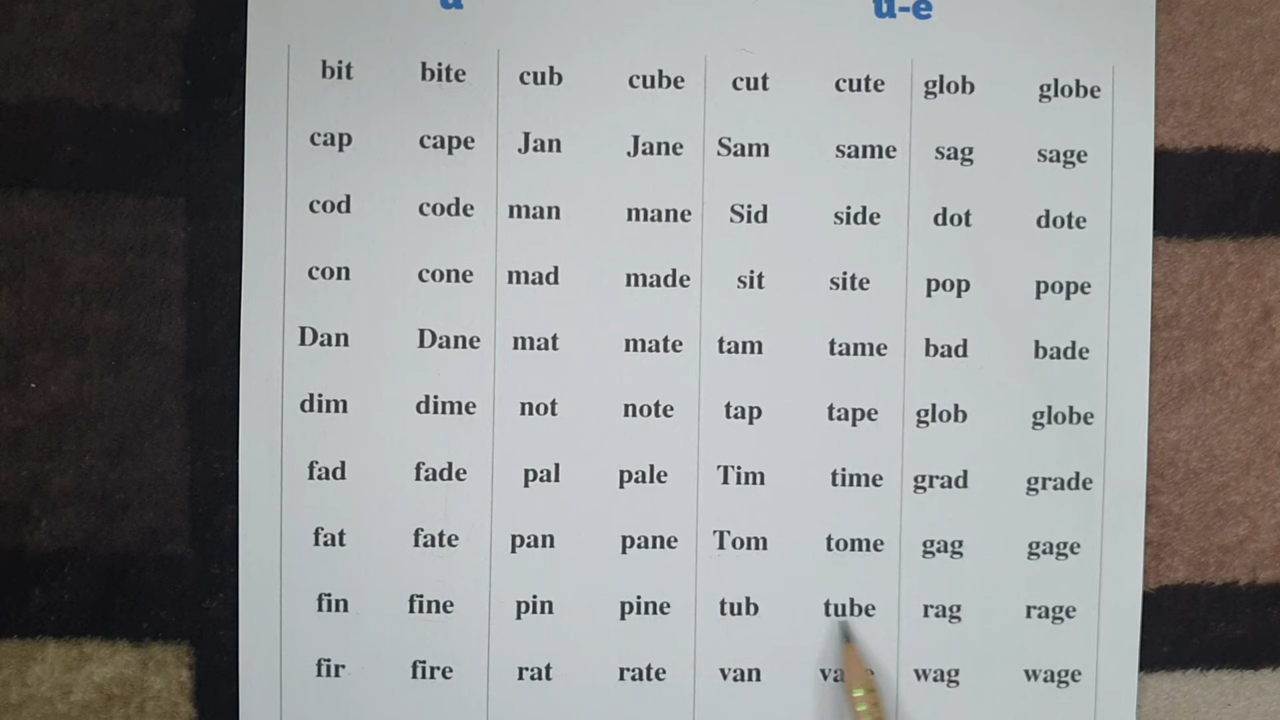 u u-e
bit bite cub cube cut cute glob globe
cap cape Jan Jane Sam same sag sage
cod code man mane Sid side dot dote
con cone mad made sit site pop pope
Dan Dane mat mate tam tame bad bade
dim dime not note tap tape glob globe
fad fade pal pale Tim time grad grade
fat fate pan pane Tom tome gag gage
fin fine pin pine tub tube rag rage
fir fire rat rate van wag wage